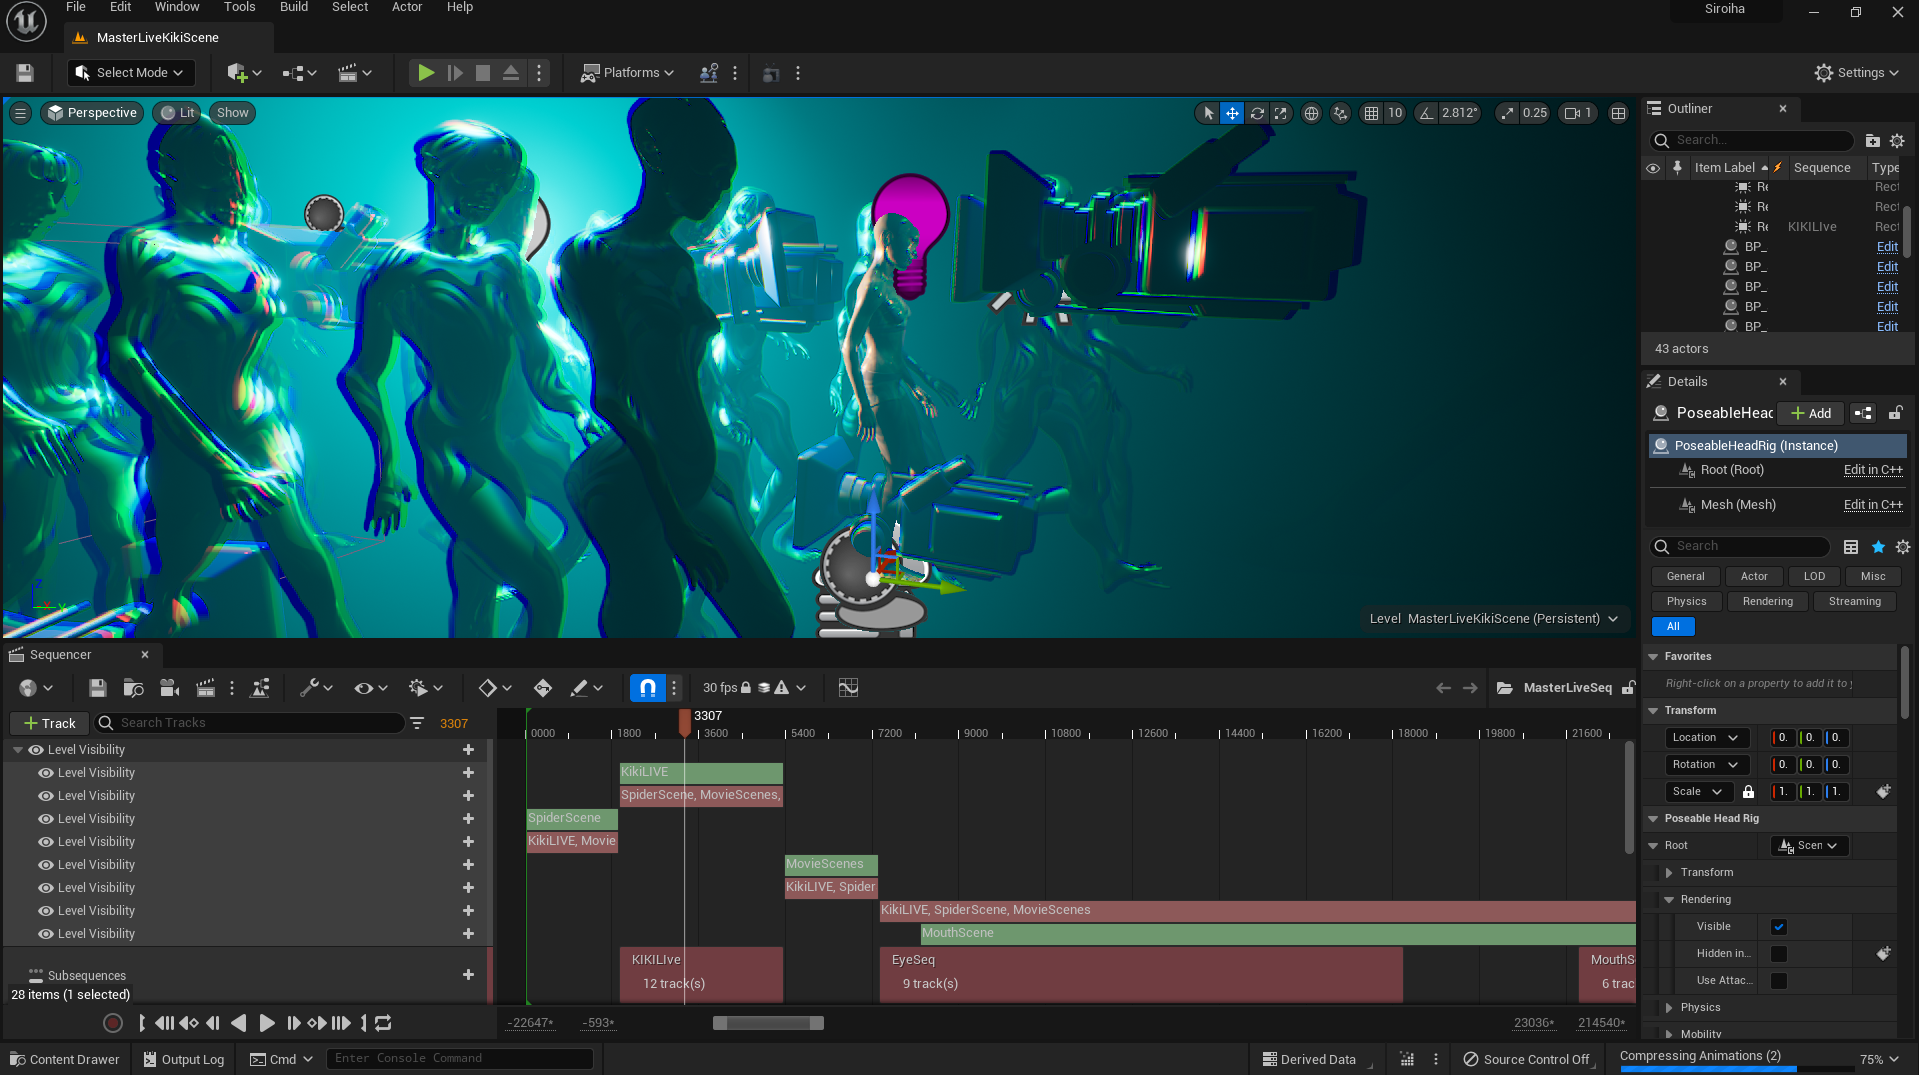 File Edit Window Tools Build Select Actor Help
Siroiha
MasterLiveKikiScene
Select Mode
Platforms
Settings
Perspective
Lit
Show
10
2.812°
0.25
1
Level MasterLiveKikiScene (Persistent)
Outliner
Search...
Item Label
Sequence
Type
Re
Rect
Re
Rect
Re
KIKILIve
Rect
BP_
Edit
BP_
Edit
BP_
Edit
BP_
Edit
BP_
Edit
43 actors
Details
PoseableHead
Add
PoseableHeadRig (Instance)
Root (Root)
Edit in C++
Mesh (Mesh)
Edit in C++
Search
General
Actor
LOD
Misc
Physics
Rendering
Streaming
All
Favorites
Right-click on a property to add it to
Transform
Location
0.
0.
0.
Rotation
0.
0.
0.
Scale
1.
1.
1.
Poseable Head Rig
Root
Scen
Transform
Rendering
Visible
Hidden in...
Use Attac...
Physics
Mobility
Sequencer
30 fps
MasterLiveSeq
Track
Search Tracks
3307
3307
0000 1800 3600 5400 7200 9000 10800 12600 14400 16200 18000 19800 21600
Level Visibility
Level Visibility
KikiLIVE
Level Visibility
SpiderScene, MovieScenes,
Level Visibility
SpiderScene
Level Visibility
KikiLIVE, Movie
Level Visibility
MovieScenes
Level Visibility
KikiLIVE, Spider
Level Visibility
KikiLIVE, SpiderScene, MovieScenes
Level Visibility
MouthScene
Subsequences
KIKILIve
12 track(s)
EyeSeq
9 track(s)
MouthS
6 trac
28 items (1 selected)
-22647*
-593*
23036*
214540*
Content Drawer
Output Log
Cmd
Enter Console Command
Derived Data
Source Control Off
Compressing Animations (2)
75%
X
Y
Z